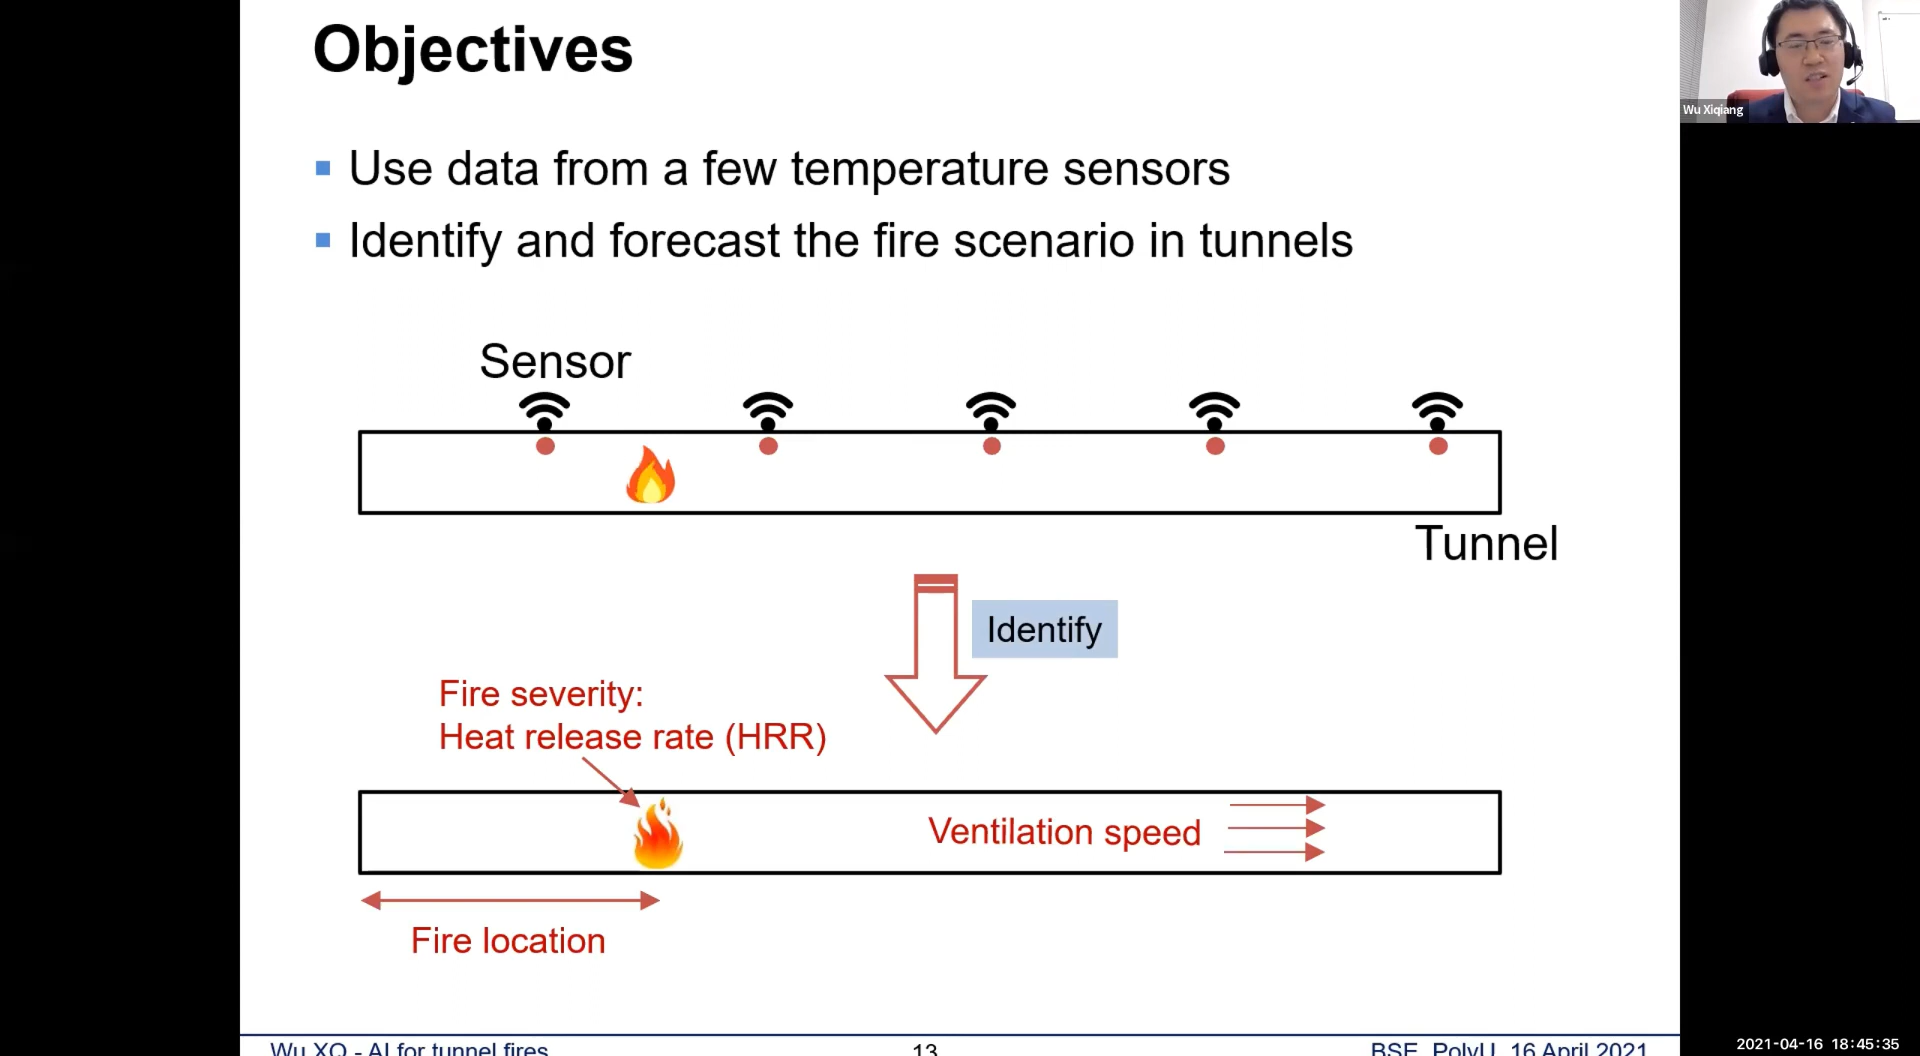 Objectives
Use data from a few temperature sensors
Identify and forecast the fire scenario in tunnels
Sensor
Tunnel
Identify
Fire severity:
Heat release rate (HRR)
Ventilation speed
Fire location
Wu XQ - AI for tunnel fires
13
BSE, PolyU, 16 April 2021
Wu Xiqiang
2021-04-16 18:45:35